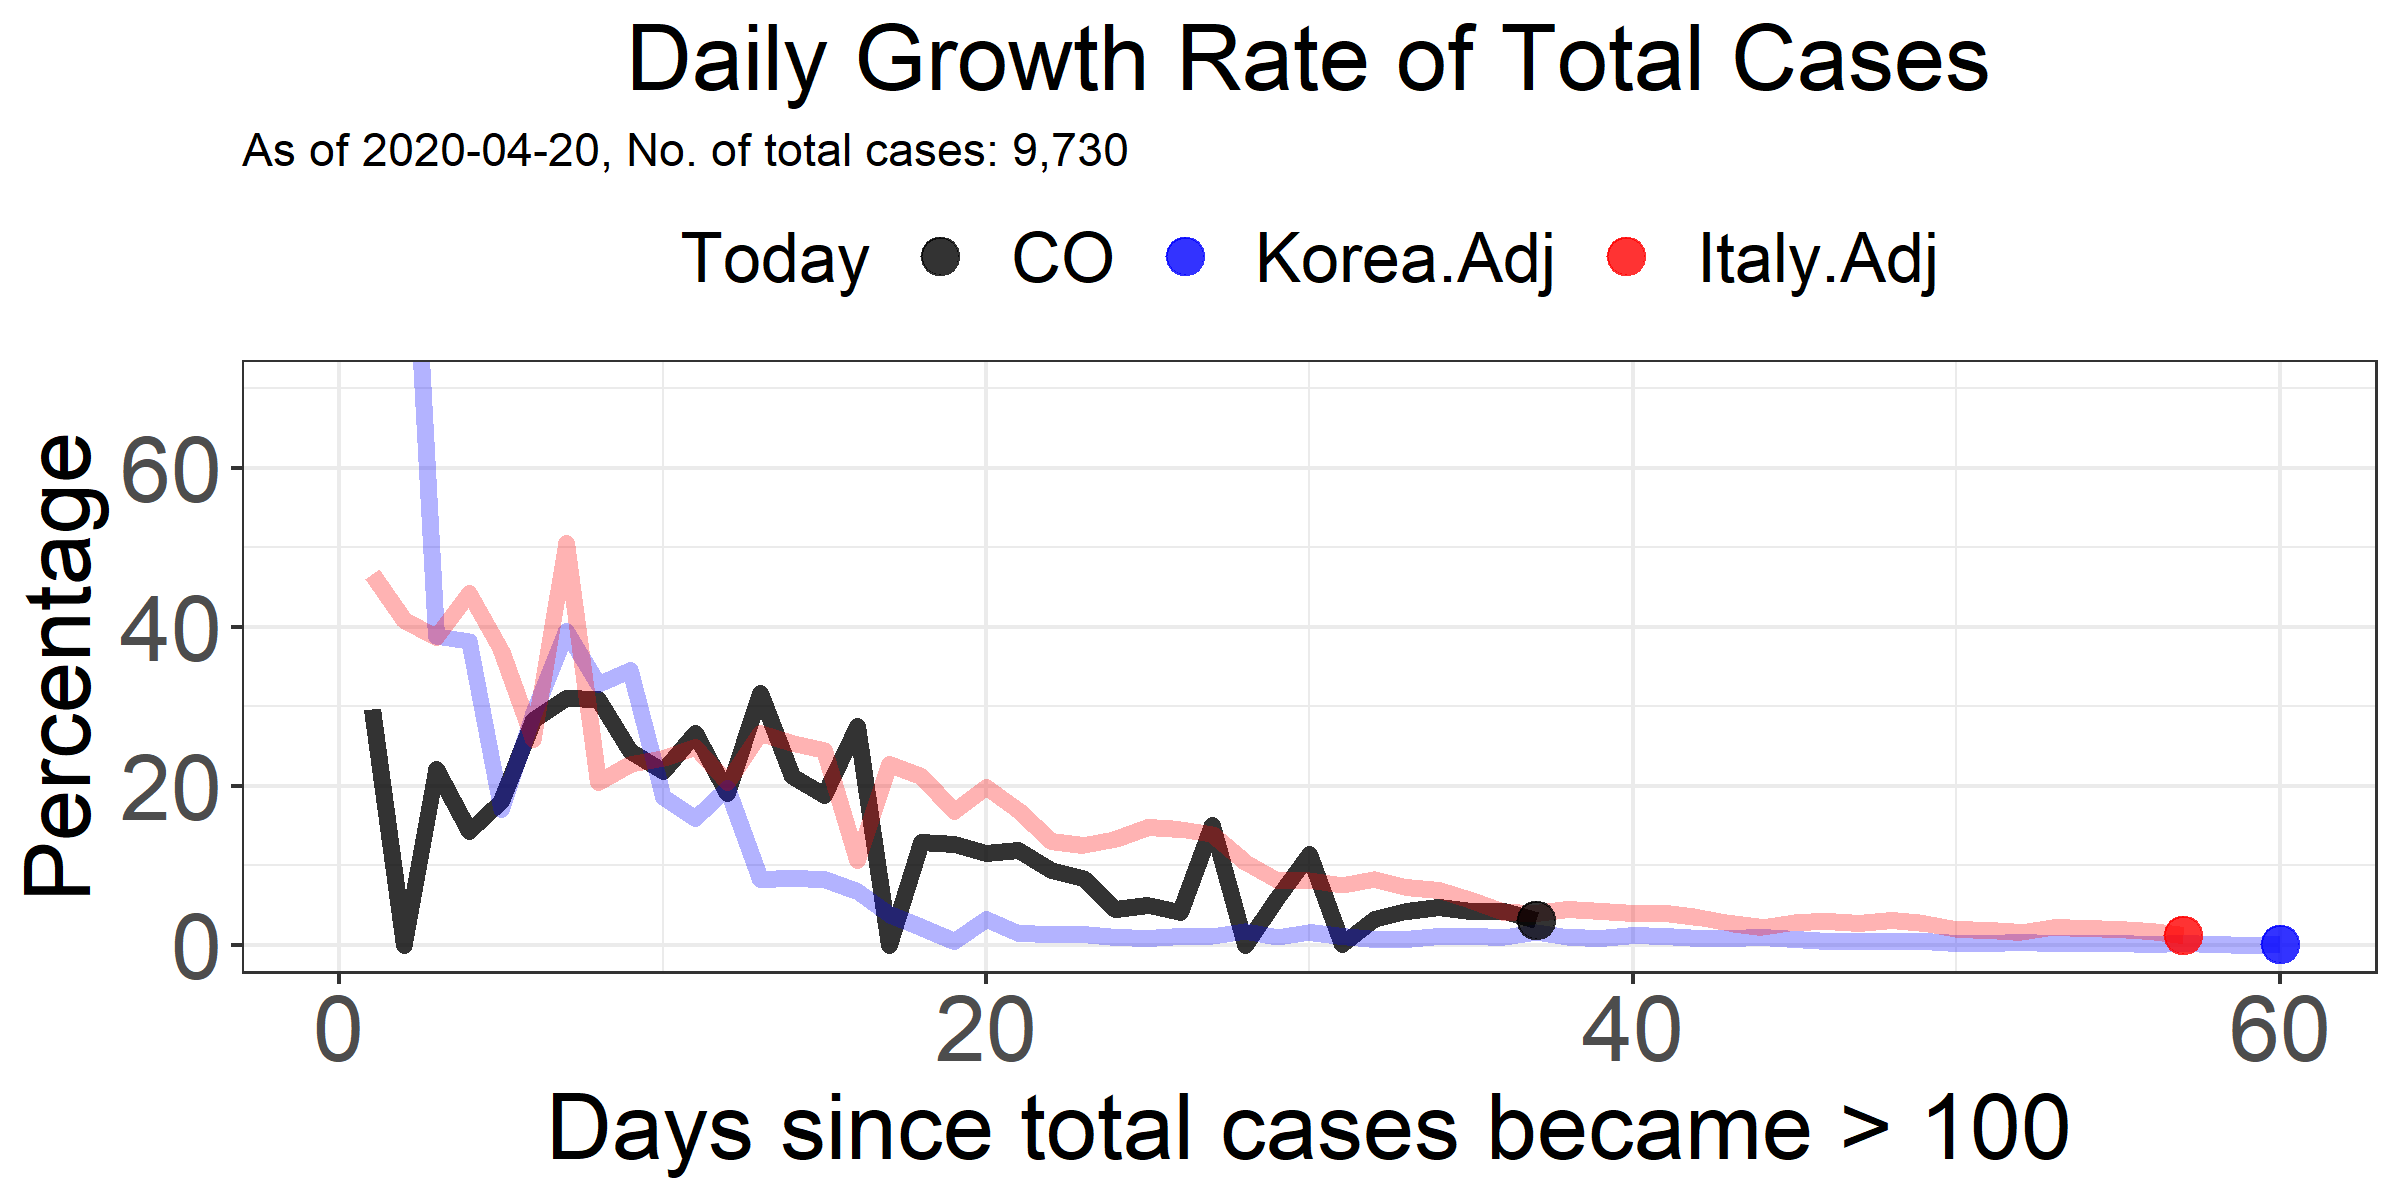 Daily Growth Rate of Total Cases
As of 2020-04-20, No. of total cases: 9,730
Today CO Korea.Adj Italy.Adj
Percentage
60
40
20
0
0 20 40 60
Days since total cases became > 100